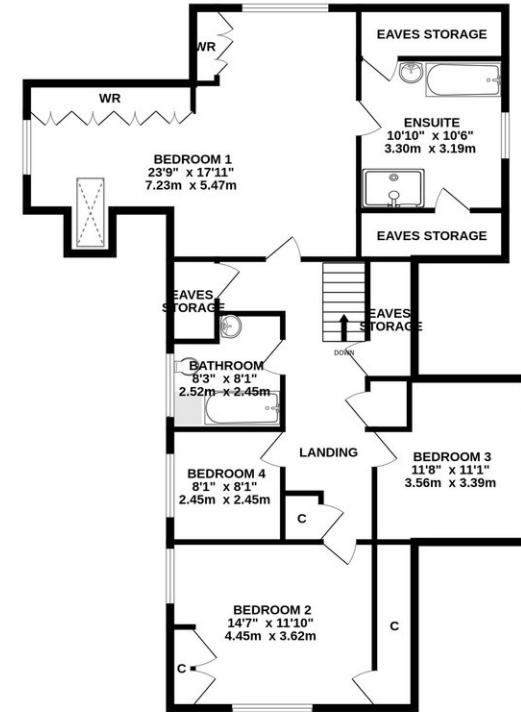 EAVES STORAGE
WR
WR
ENSUITE
10'10" x 10'6"
3.30m x 3.19m
BEDROOM 1
23'9" x 17'11"
7.23m x 5.47m
EAVES STORAGE
EAVES
STORAGE
EAVES
STORAGE
DOWN
BATHROOM
8'3" x 8'1"
2.52m x 2.45m
LANDING
BEDROOM 3
11'8" x 11'1"
3.56m x 3.39m
BEDROOM 4
8'1" x 8'1"
2.45m x 2.45m
C
BEDROOM 2
14'7" x 11'10"
4.45m x 3.62m
C
C